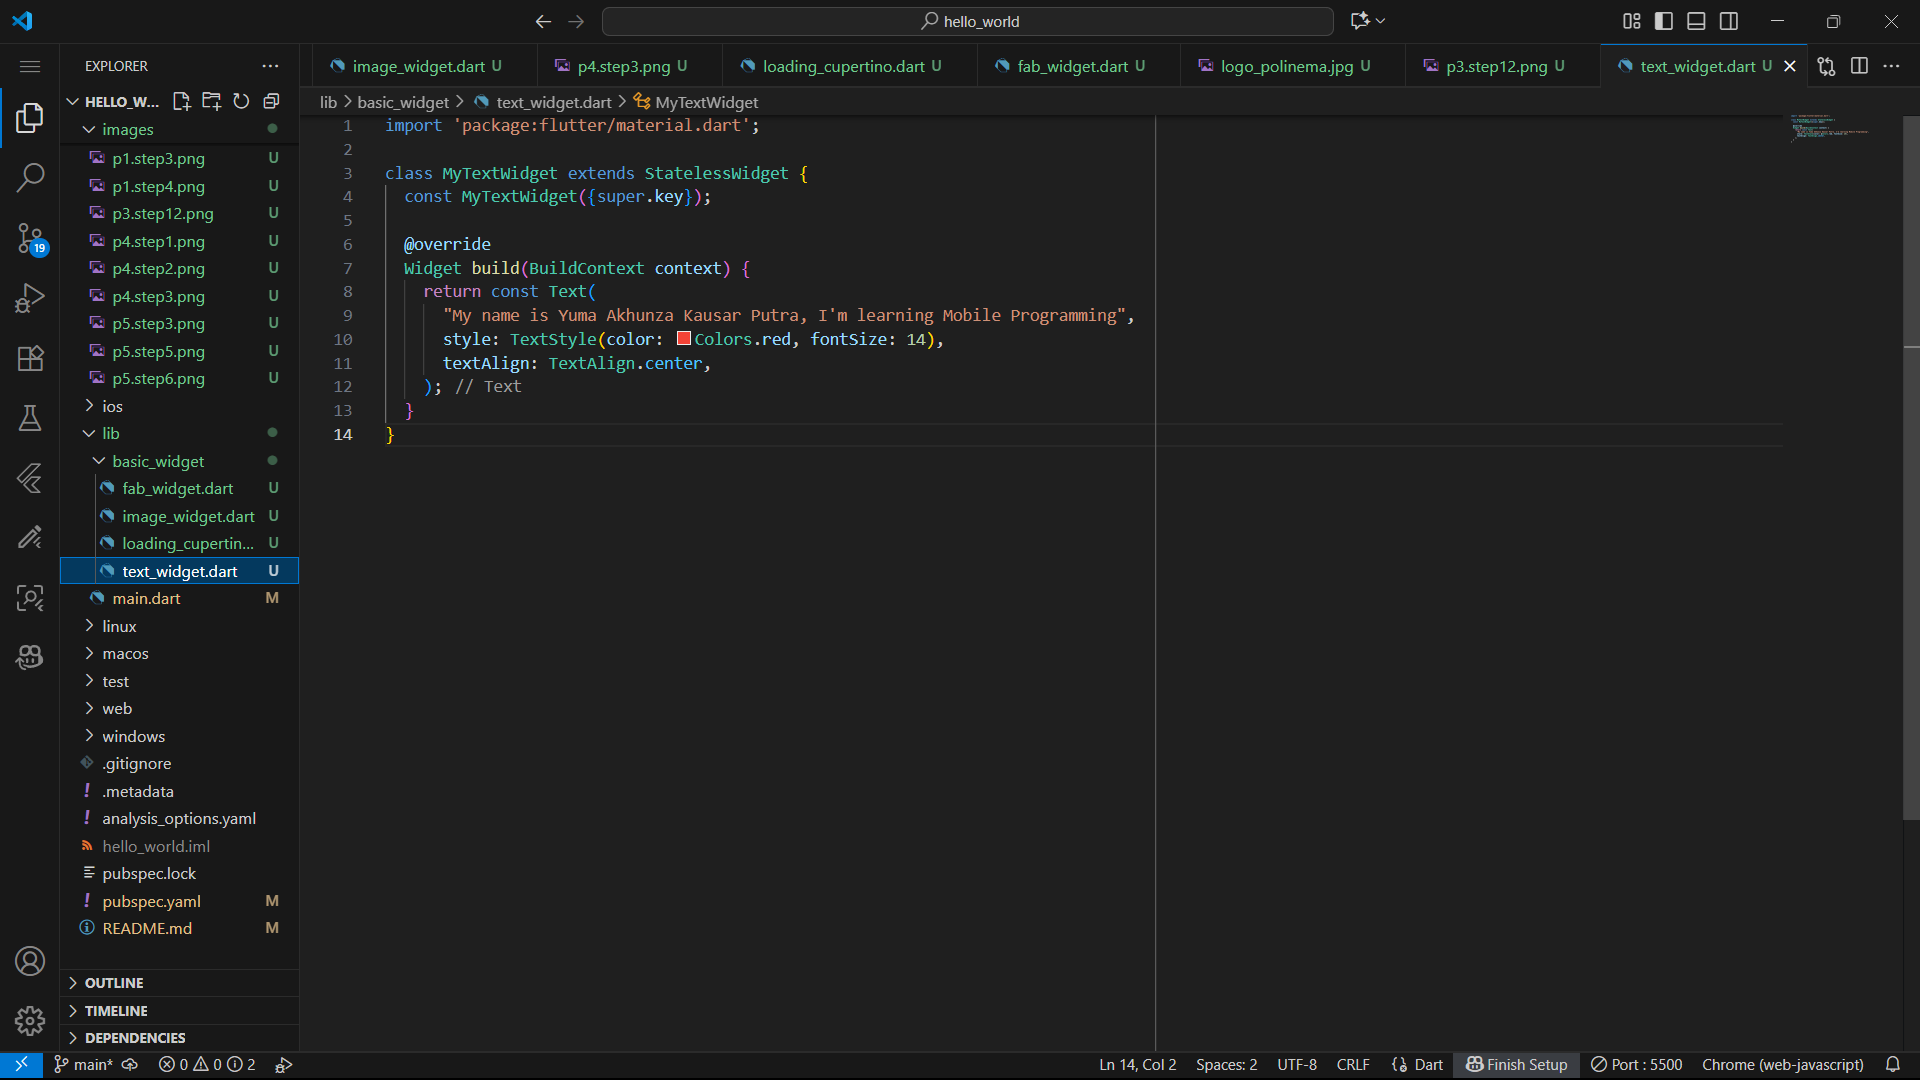 hello_world
EXPLORER
HELLO_W...
images
p1.step3.png U
p1.step4.png U
p3.step12.png U
p4.step1.png U
p4.step2.png U
p4.step3.png U
p5.step3.png U
p5.step5.png U
p5.step6.png U
ios
lib
basic_widget
fab_widget.dart U
image_widget.dart U
loading_cupertin... U
text_widget.dart U
main.dart M
linux
macos
test
web
windows
.gitignore
.metadata
analysis_options.yaml
hello_world.iml
pubspec.lock
pubspec.yaml M
README.md M
OUTLINE
TIMELINE
DEPENDENCIES
19
image_widget.dart U
p4.step3.png U
loading_cupertino.dart U
fab_widget.dart U
logo_polinema.jpg U
p3.step12.png U
text_widget.dart U
lib > basic_widget > text_widget.dart > MyTextWidget
1 import 'package:flutter/material.dart';
2
3 class MyTextWidget extends StatelessWidget {
4 const MyTextWidget({super.key});
5
6 @override
7 Widget build(BuildContext context) {
8 return const Text(
9 "My name is Yuma Akhunza Kausar Putra, I'm learning Mobile Programming",
10 style: TextStyle(color: Colors.red, fontSize: 14),
11 textAlign: TextAlign.center,
12 ); // Text
13 }
14 }
main* 0 0 2
Ln 14, Col 2 Spaces: 2 UTF-8 CRLF Dart Finish Setup Port : 5500 Chrome (web-javascript)